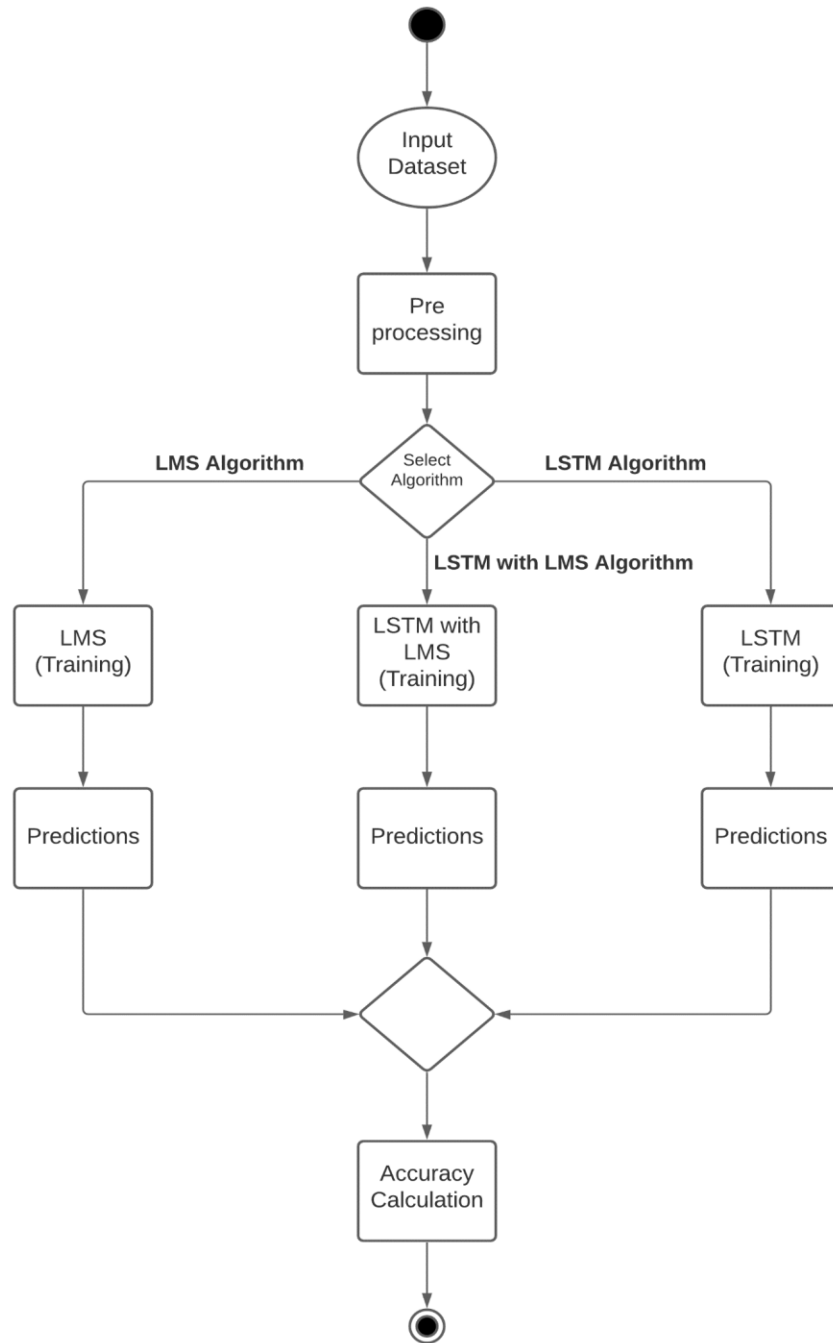 Input
Dataset
Pre
processing
Select
Algorithm
LMS Algorithm
LSTM Algorithm
LSTM with LMS Algorithm
LMS
(Training)
LSTM with
LMS
(Training)
LSTM
(Training)
Predictions
Predictions
Predictions
Accuracy
Calculation